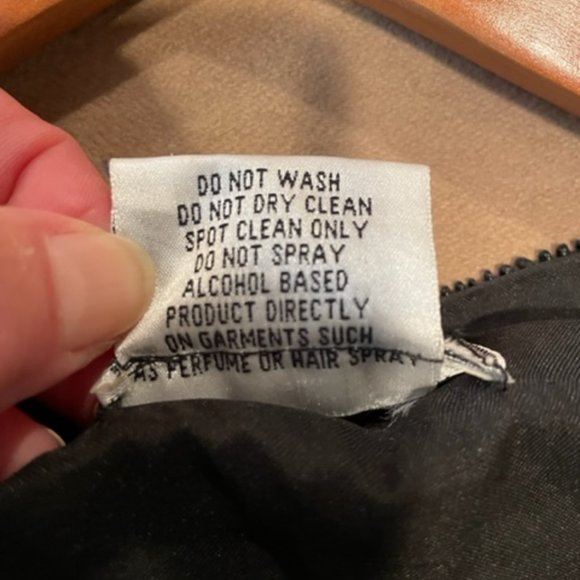 DO NOT WASH
DO NOT DRY CLEAN
SPOT CLEAN ONLY
DO NOT SPRAY
ALCOHOL BASED
PRODUCT DIRECTLY
ON GARMENTS SUCH
AS PERFUME OR HAIR SPRAY